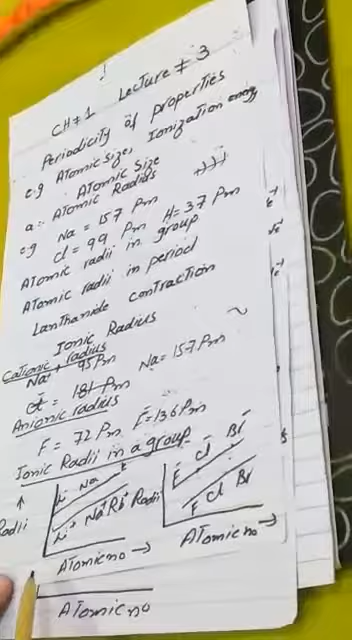 CH#1 Lecture # 3
Periodicity of properties
e.g Atomic Size, Ionization energy
Atomic Size
a:- Atomic Radius
e.g Na = 157 Pm
Cl = 99 Pm H = 37 Pm
Atomic radii in group
Atomic radii in period
Lanthanide contraction
Ionic Radius
Cationic radius
Na⁺ 95 Pm Na = 157 Pm
Cl⁻ = 181 Pm
Anionic radius
F = 72 Pm F⁻ = 136 Pm
Ionic Radii in a group
Na
F⁻ Cl⁻ Br⁻
Radii
Na⁺ Rb⁺
Radii
F Cl Br
Atomic no →
Atomic no →
Atomic no